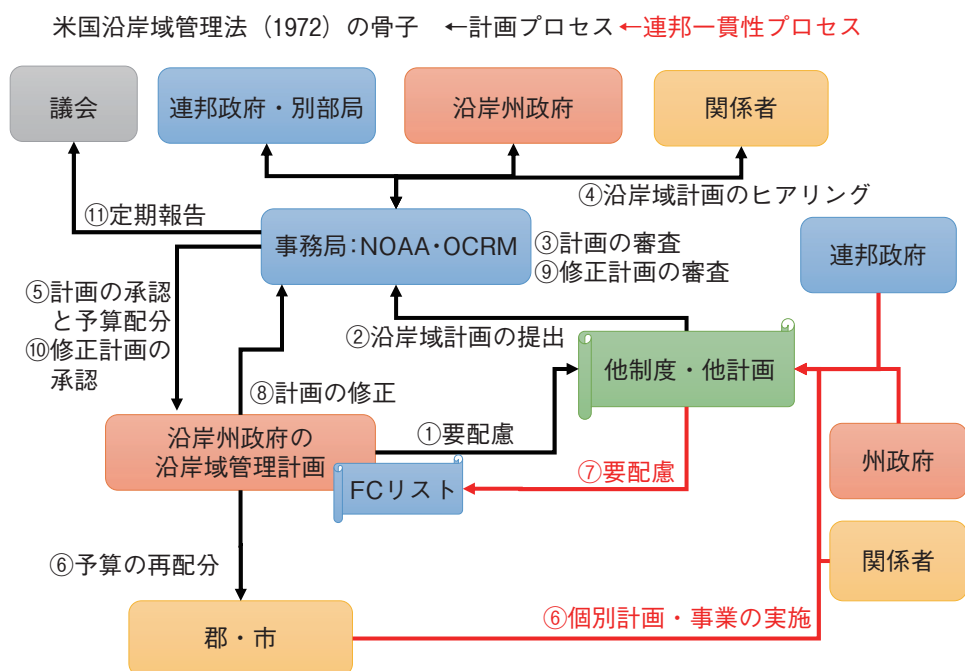 米国沿岸域管理法（1972）の骨子　←計画プロセス←連邦一貫性プロセス
議会
連邦政府・別部局
沿岸州政府
関係者
④沿岸域計画のヒアリング
⑪定期報告
事務局：NOAA・OCRM
③計画の審査
⑨修正計画の審査
連邦政府
⑤計画の承認
と予算配分
⑩修正計画の
承認
②沿岸域計画の提出
他制度・他計画
⑧計画の修正
①要配慮
沿岸州政府の
沿岸域管理計画
FCリスト
⑦要配慮
州政府
⑥予算の再配分
関係者
郡・市
⑥個別計画・事業の実施